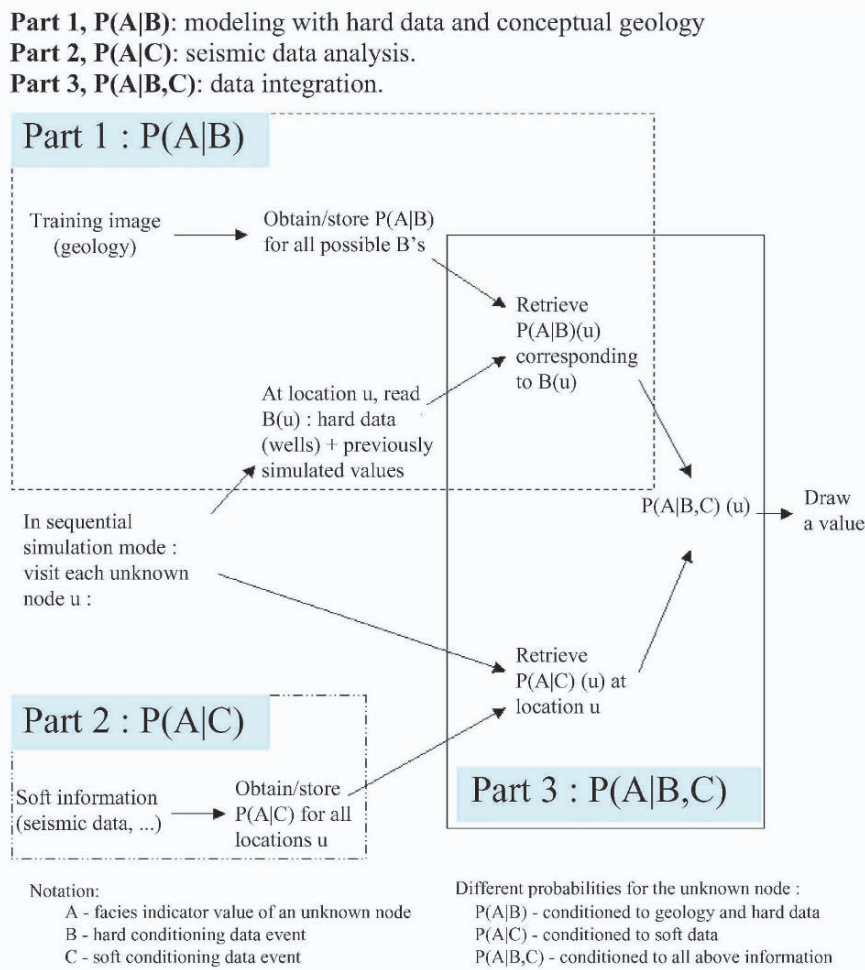 Part 1, P(A|B): modeling with hard data and conceptual geology
Part 2, P(A|C): seismic data analysis.
Part 3, P(A|B,C): data integration.
Part 1 : P(A|B)
Training image
(geology)
Obtain/store P(A|B)
for all possible B's
Retrieve
P(A|B)(u)
corresponding
to B(u)
At location u, read
B(u) : hard data
(wells) + previously
simulated values
In sequential
simulation mode :
visit each unknown
node u :
P(A|B,C) (u)
Draw
a value
Retrieve
P(A|C) (u) at
location u
Part 2 : P(A|C)
Soft information
(seismic data, ...)
Obtain/store
P(A|C) for all
locations u
Part 3 : P(A|B,C)
Notation:
A - facies indicator value of an unknown node
B - hard conditioning data event
C - soft conditioning data event
Different probabilities for the unknown node :
P(A|B) - conditioned to geology and hard data
P(A|C) - conditioned to soft data
P(A|B,C) - conditioned to all above information